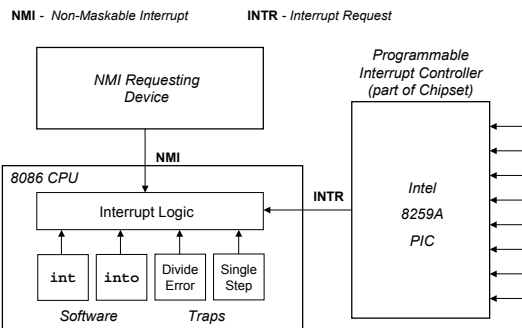 NMI - Non-Maskable Interrupt
INTR - Interrupt Request
Programmable
Interrupt Controller
(part of Chipset)
NMI Requesting
Device
NMI
8086 CPU
Interrupt Logic
INTR
Intel
8259A
PIC
int
into
Divide
Error
Single
Step
Software
Traps